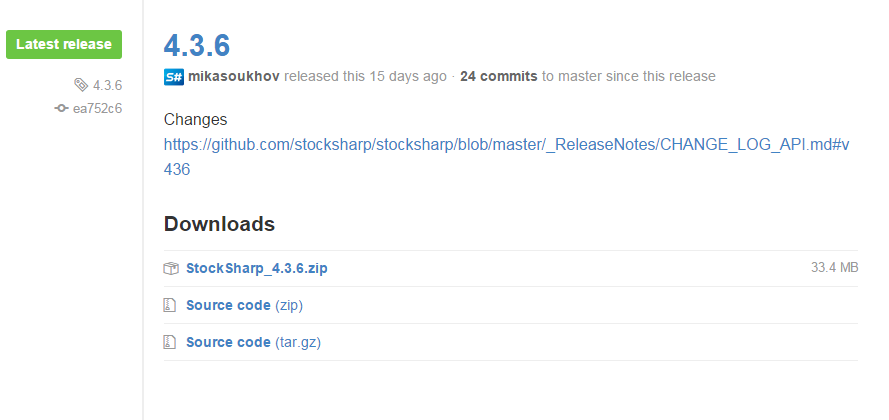 Latest release
4.3.6
ea752c6
4.3.6
S# mikasoukhov released this 15 days ago · 24 commits to master since this release
Changes
https://github.com/stocksharp/stocksharp/blob/master/_ReleaseNotes/CHANGE_LOG_API.md#v
436
Downloads
StockSharp_4.3.6.zip 33.4 MB
Source code (zip)
Source code (tar.gz)